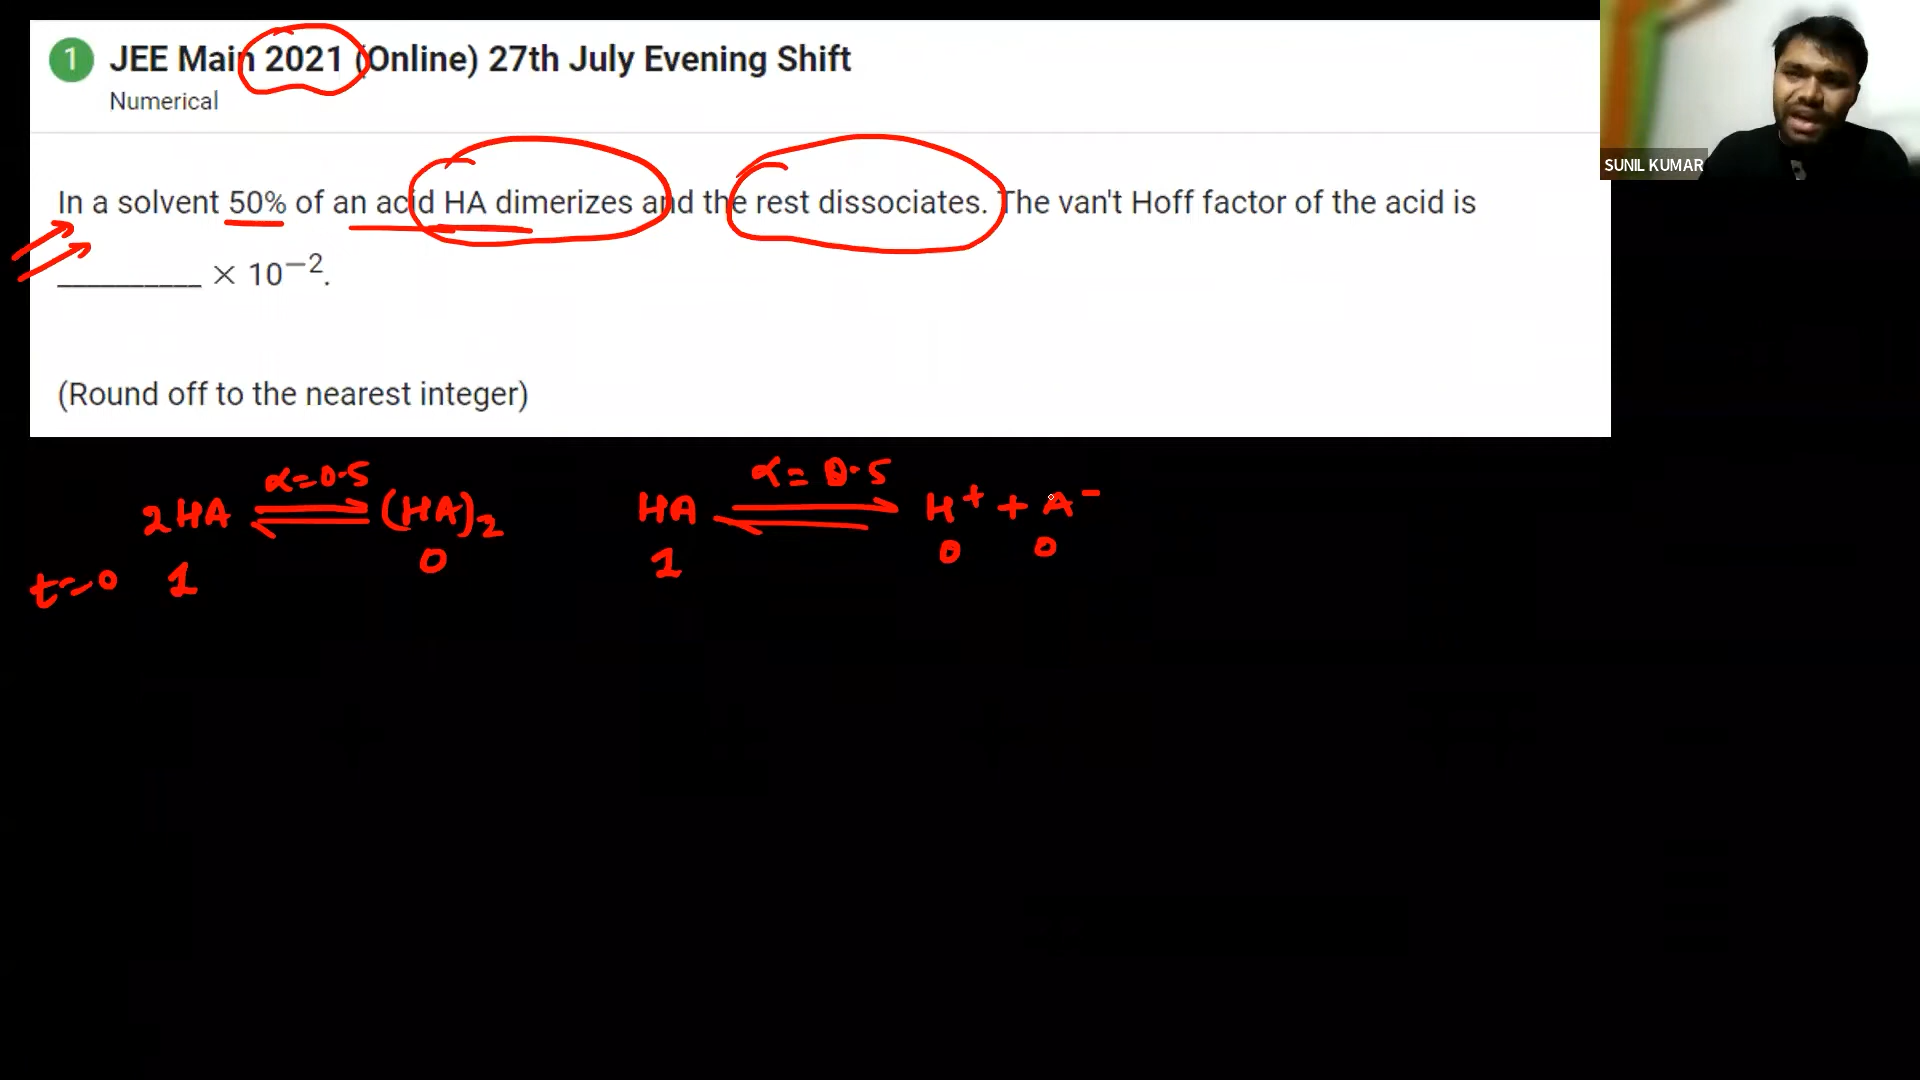 1 JEE Main 2021 (Online) 27th July Evening Shift
Numerical
SUNIL KUMAR
In a solvent 50% of an acid HA dimerizes and the rest dissociates. The van't Hoff factor of the acid is
__________ × 10⁻².
(Round off to the nearest integer)
α=0.5 α=0.5
2HA ⇌ (HA)₂ HA ⇌ H⁺ + A⁻
t=0 1 0 1 0 0